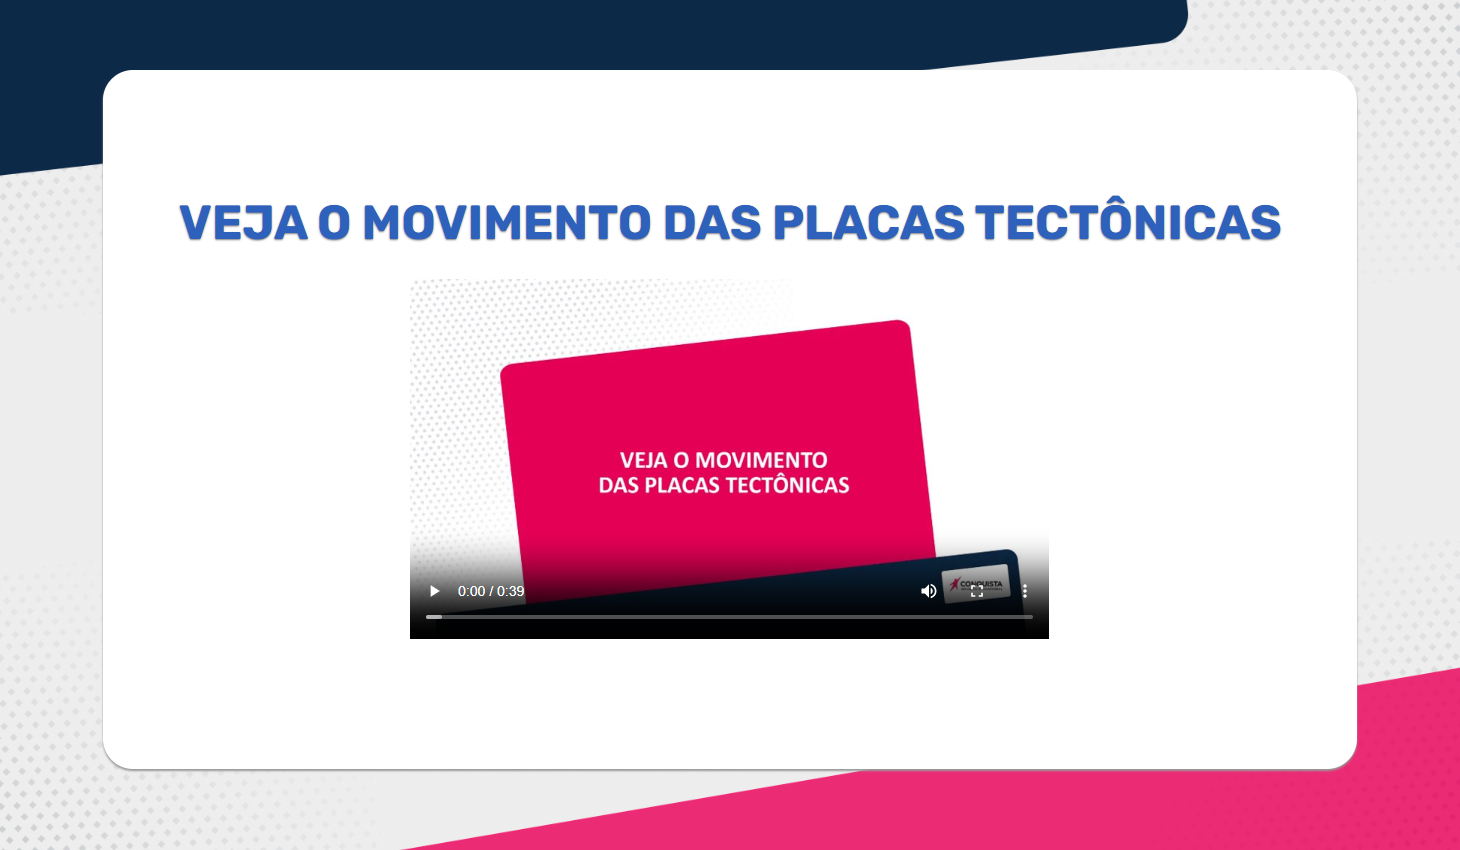 VEJA O MOVIMENTO DAS PLACAS TECTÔNICAS
VEJA O MOVIMENTO
DAS PLACAS TECTÔNICAS
CONQUISTA
0:00 / 0:39